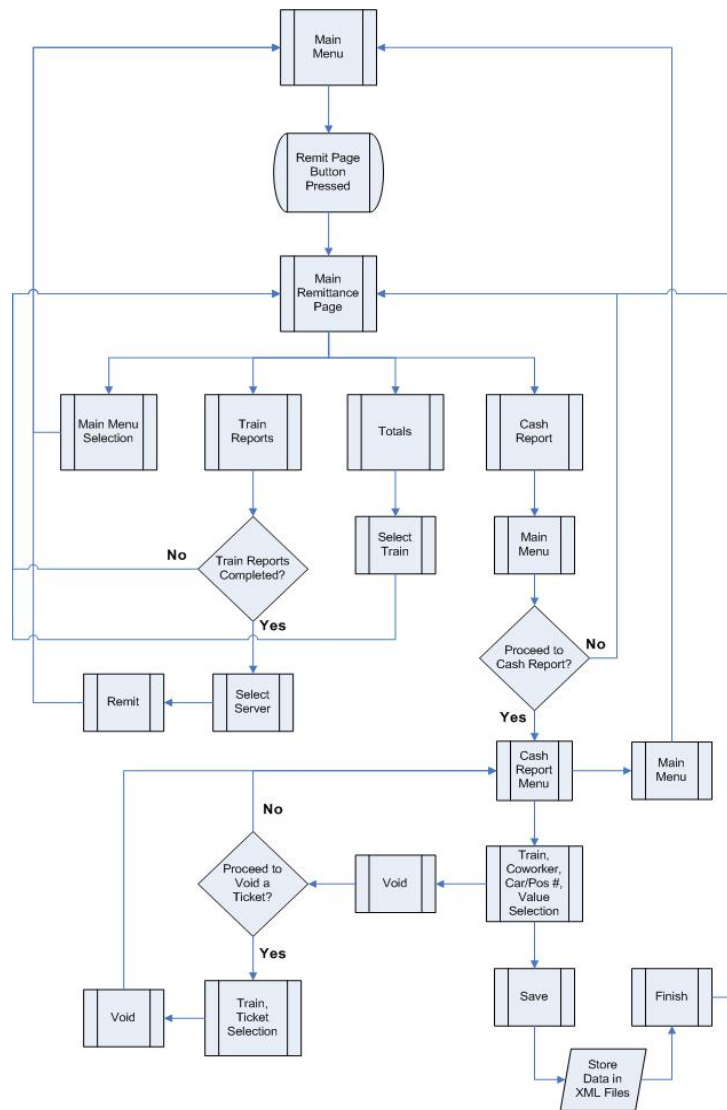 Main
Menu
Remit Page
Button
Pressed
Main
Remittance
Page
Main Menu
Selection
Train
Reports
Totals
Cash
Report
No
Train Reports
Completed?
Select
Train
Main
Menu
Yes
No
Proceed to
Cash Report?
Remit
Select
Server
Yes
Cash
Report
Menu
Main
Menu
No
Proceed to
Void a
Ticket?
Void
Train,
Coworker,
Car/Pos #,
Value
Selection
Yes
Void
Train,
Ticket
Selection
Save
Finish
Store
Data in
XML Files